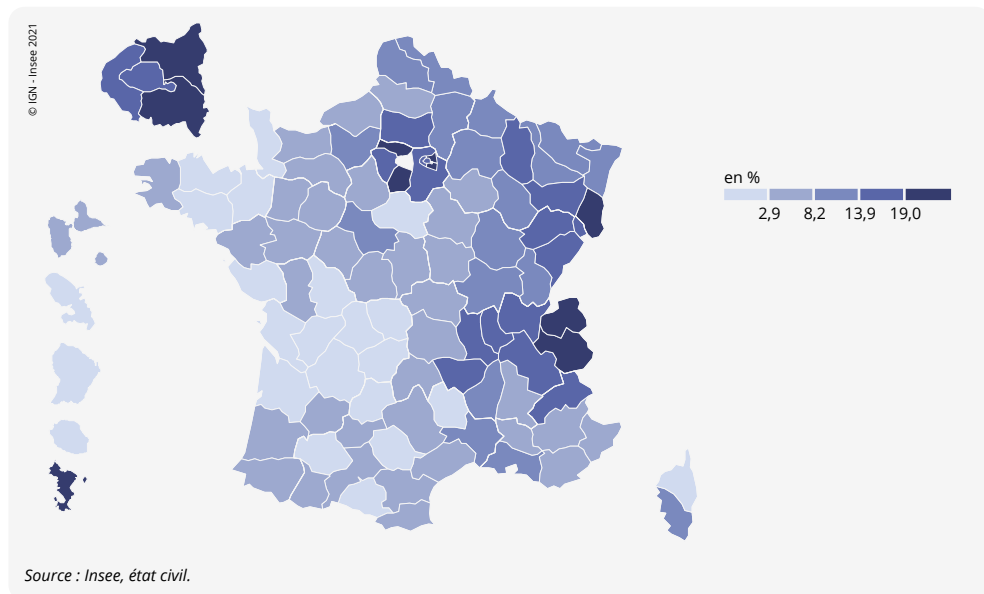 © IGN - Insee 2021
en %
2,9 8,2 13,9 19,0
Source : Insee, état civil.